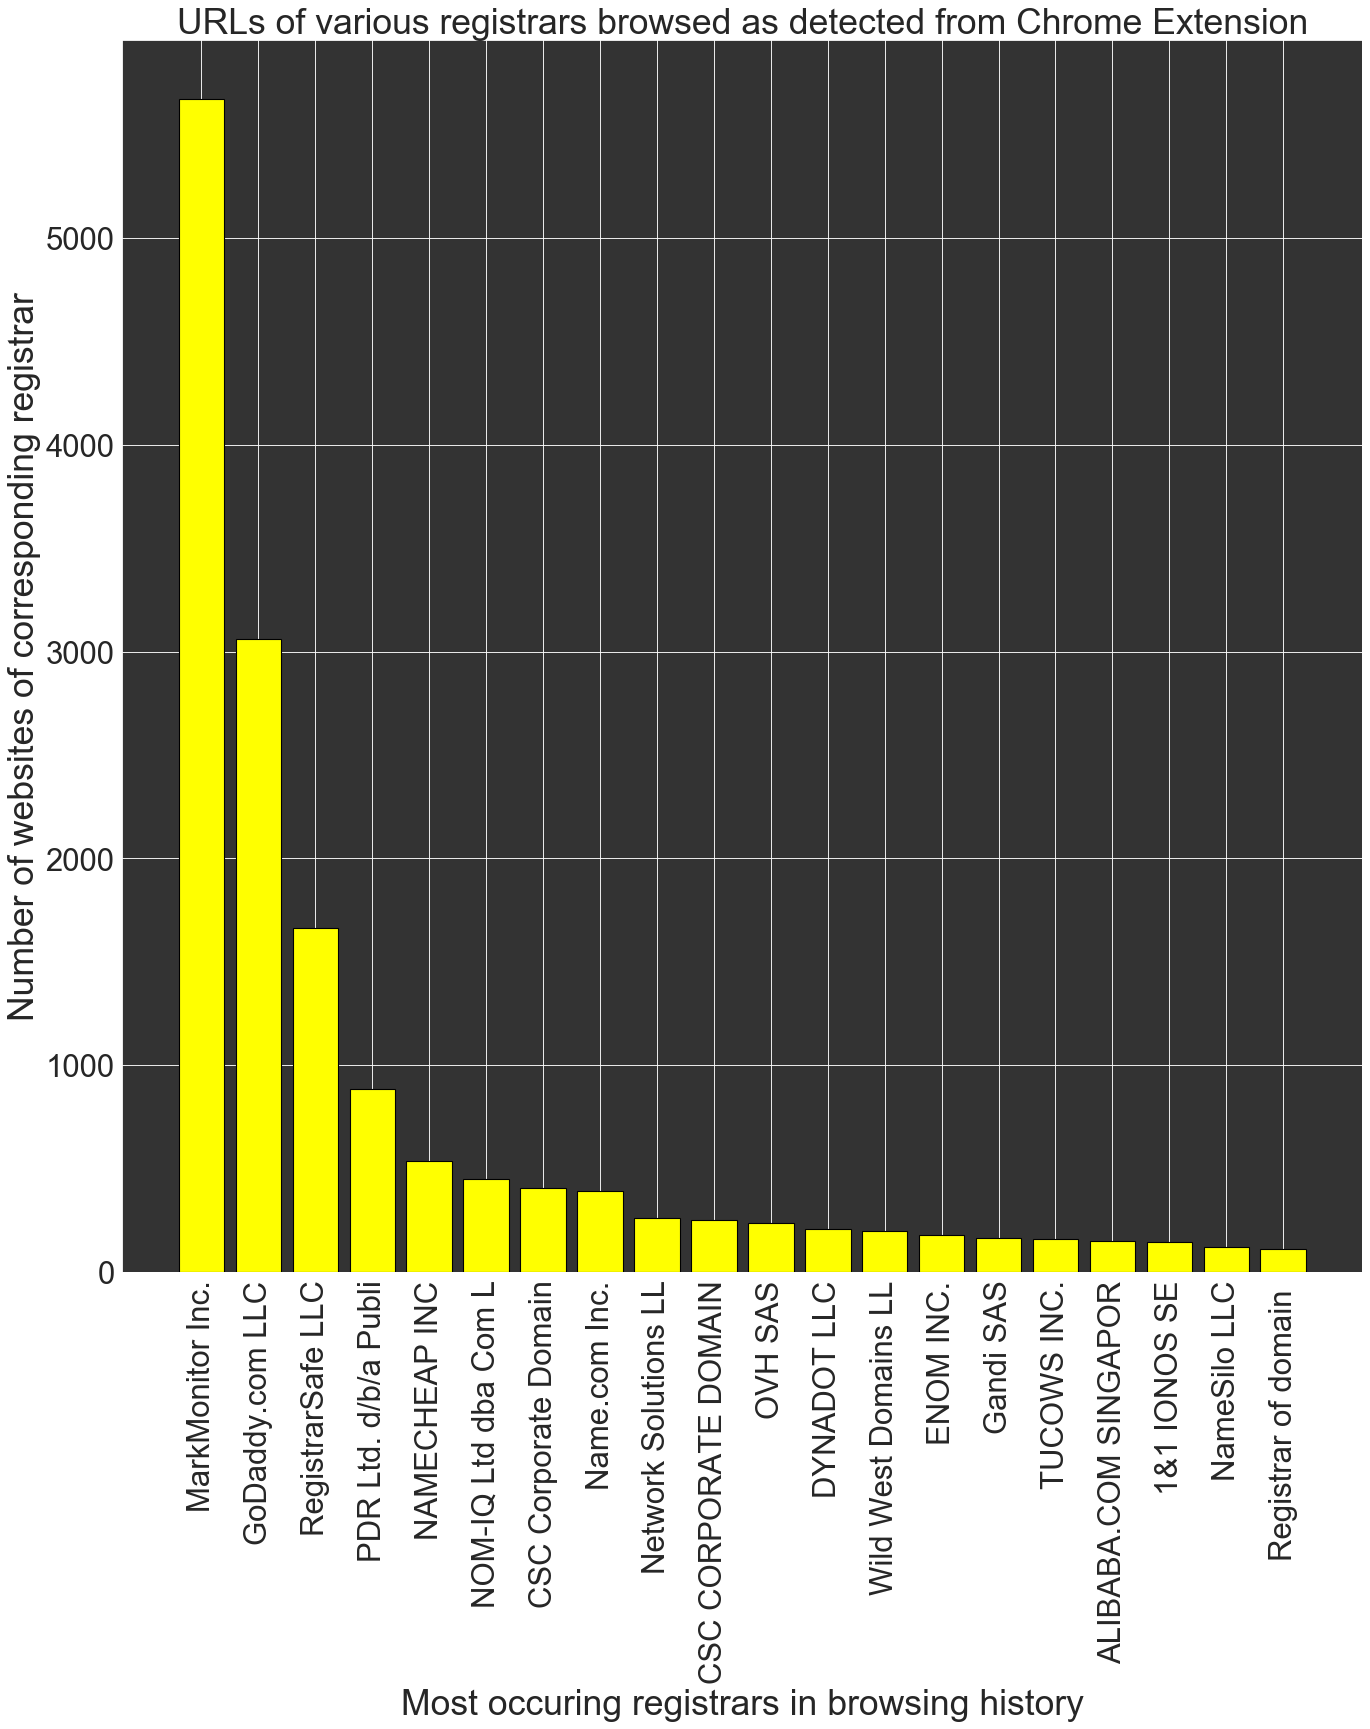 URLs of various registrars browsed as detected from Chrome Extension
Number of websites of corresponding registrar
5000
4000
3000
2000
1000
0
MarkMonitor Inc.
GoDaddy.com LLC
RegistrarSafe LLC
PDR Ltd. d/b/a Publi
NAMECHEAP INC
NOM-IQ Ltd dba Com L
CSC Corporate Domain
Name.com Inc.
Network Solutions LL
CSC CORPORATE DOMAIN
OVH SAS
DYNADOT LLC
Wild West Domains LL
ENOM INC.
Gandi SAS
TUCOWS INC.
ALIBABA.COM SINGAPOR
1&1 IONOS SE
NameSilo LLC
Registrar of domain
Most occuring registrars in browsing history